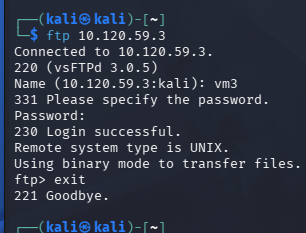 ┌──(kali㉿kali)-[~]
└─$ ftp 10.120.59.3
Connected to 10.120.59.3.
220 (vsFTPd 3.0.5)
Name (10.120.59.3:kali): vm3
331 Please specify the password.
Password:
230 Login successful.
Remote system type is UNIX.
Using binary mode to transfer files.
ftp> exit
221 Goodbye.
┌──(kali㉿kali)-[~]